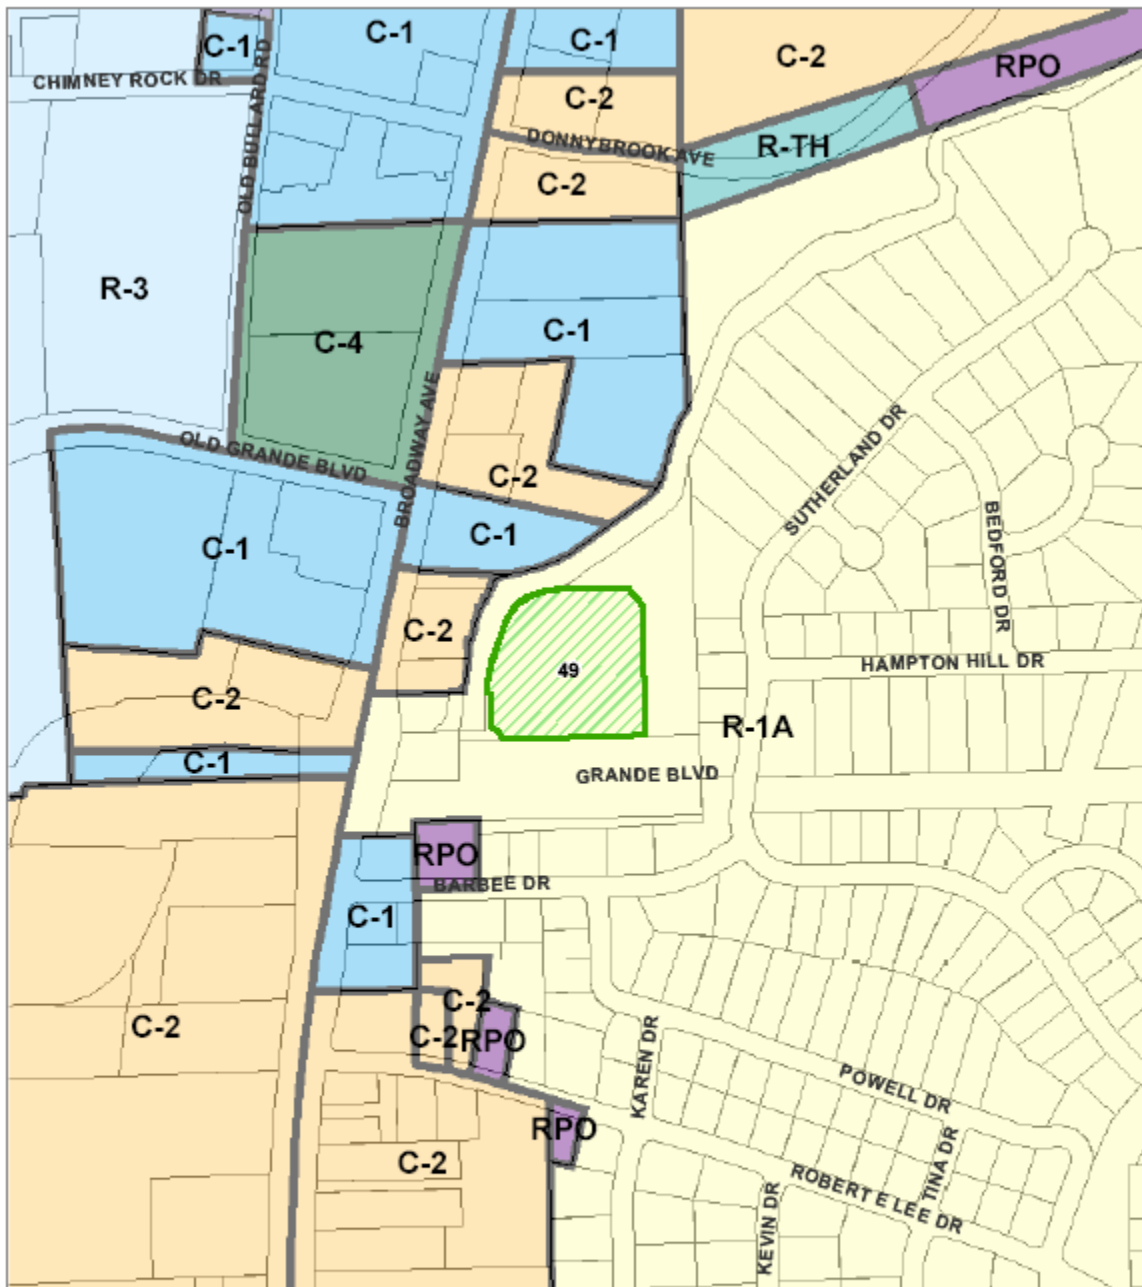 C-1
C-1
C-1
C-2
RPO
CHIMNEY ROCK DR
OLD BULLARD RD
C-2
DONNYBROOK AVE
R-TH
C-2
R-3
C-4
C-1
BROADWAY AVE
SUTHERLAND DR
OLD GRANDE BLVD
C-2
BEDFORD DR
C-1
C-1
C-2
49
HAMPTON HILL DR
C-2
R-1A
C-1
GRANDE BLVD
RPO
BARBEE DR
C-1
C-2
C-2
C-2
RPO
KAREN DR
POWELL DR
RPO
C-2
TINA DR
ROBERT E LEE DR
KEVIN DR